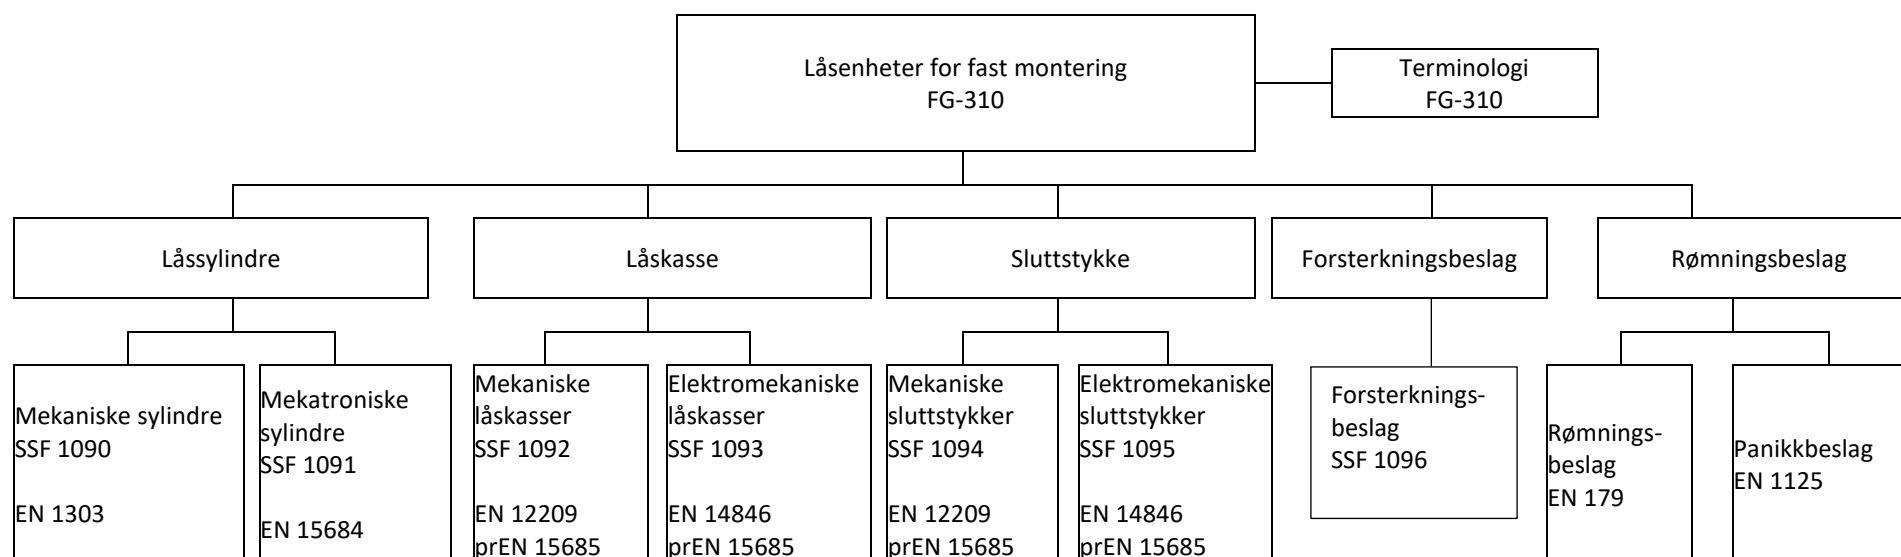 Låsenheter for fast montering
FG-310
Terminologi
FG-310
Låssylindre
Låskasse
Sluttstykke
Forsterkningsbeslag
Rømningsbeslag
Mekaniske sylindre
SSF 1090
EN 1303
Mekatroniske
sylindre
SSF 1091
EN 15684
Mekaniske
låskasser
SSF 1092
EN 12209
prEN 15685
Elektromekaniske
låskasser
SSF 1093
EN 14846
prEN 15685
Mekaniske
sluttstykker
SSF 1094
EN 12209
prEN 15685
Elektromekaniske
sluttstykker
SSF 1095
EN 14846
prEN 15685
Forsterknings-
beslag
SSF 1096
Rømnings-
beslag
EN 179
Panikkbeslag
EN 1125